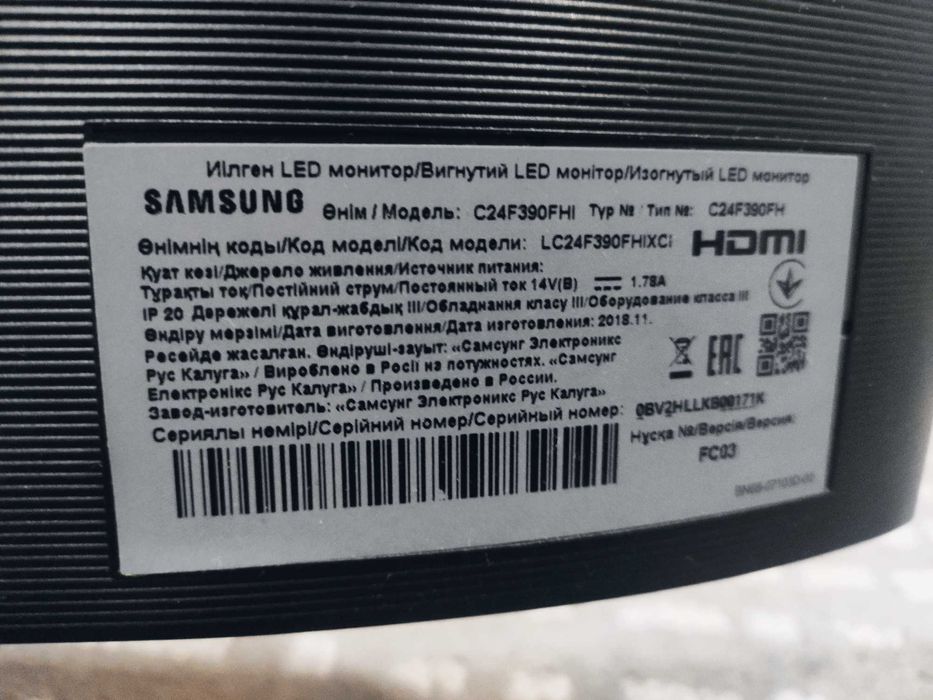 Иілген LED монитор/Вигнутий LED монітор/Изогнутый LED монитор
SAMSUNG Өнім / Модель: C24F390FHI Typ № / Тип №: C24F390FH
Өнімнің коды/Код моделі/Код модели: LC24F390FHIXCI HDMI
Қуат көзі/Джерело живлення/Источник питания:
Тұрақты ток/Постійний струм/Постоянный ток 14V(B) 1.78A
IP 20 Дәрежелі құрал-жабдық III/Обладнання класу III/Оборудование класса III
Өндіру мерзімі/Дата виготовлення/Дата изготовления: 2018.11.
Ресейде жасалған. Өндіруші-зауыт: «Самсунг Электроникс
Рус Калуга» / Вироблено в Росії на потужностях. «Самсунг
Електронікс Рус Калуга» / Произведено в России.
Завод-изготовитель: «Самсунг Электроникс Рус Калуга»
EAC
Сериялы нөмірі/Серійний номер/Серийный номер: 0BV2HLLKB00171K
Нұсқа №/Версія/Версия:
FC03